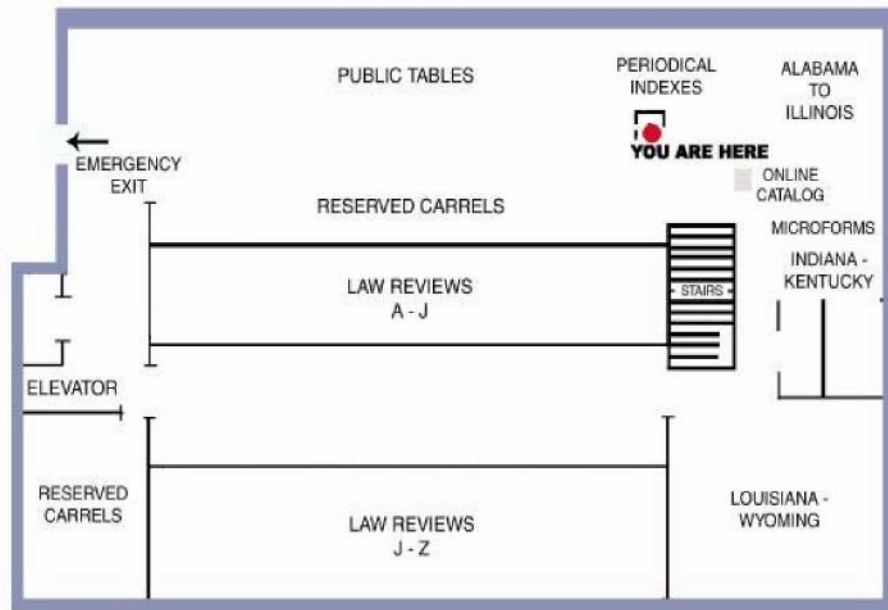 PUBLIC TABLES
PERIODICAL
INDEXES
ALABAMA
TO
ILLINOIS
YOU ARE HERE
EMERGENCY
EXIT
ONLINE
CATALOG
RESERVED CARRELS
MICROFORMS
INDIANA -
KENTUCKY
LAW REVIEWS
A - J
STAIRS
ELEVATOR
RESERVED
CARRELS
LAW REVIEWS
J - Z
LOUISIANA -
WYOMING